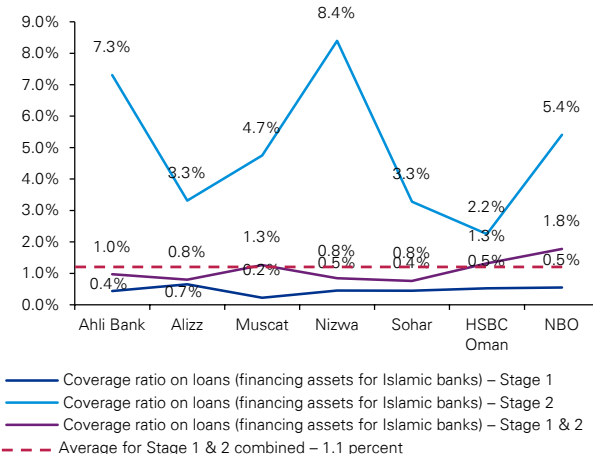 9.0%
8.0%
7.0%
6.0%
5.0%
4.0%
3.0%
2.0%
1.0%
0.0%
7.3%
3.3%
4.7%
8.4%
3.3%
2.2%
5.4%
1.0%
0.8%
1.3%
0.8%
0.8%
1.3%
1.8%
0.4%
0.7%
0.2%
0.5%
0.4%
0.5%
0.5%
Ahli Bank
Alizz
Muscat
Nizwa
Sohar
HSBC
Oman
NBO
Coverage ratio on loans (financing assets for Islamic banks) – Stage 1
Coverage ratio on loans (financing assets for Islamic banks) – Stage 2
Coverage ratio on loans (financing assets for Islamic banks) – Stage 1 & 2
Average for Stage 1 & 2 combined – 1.1 percent